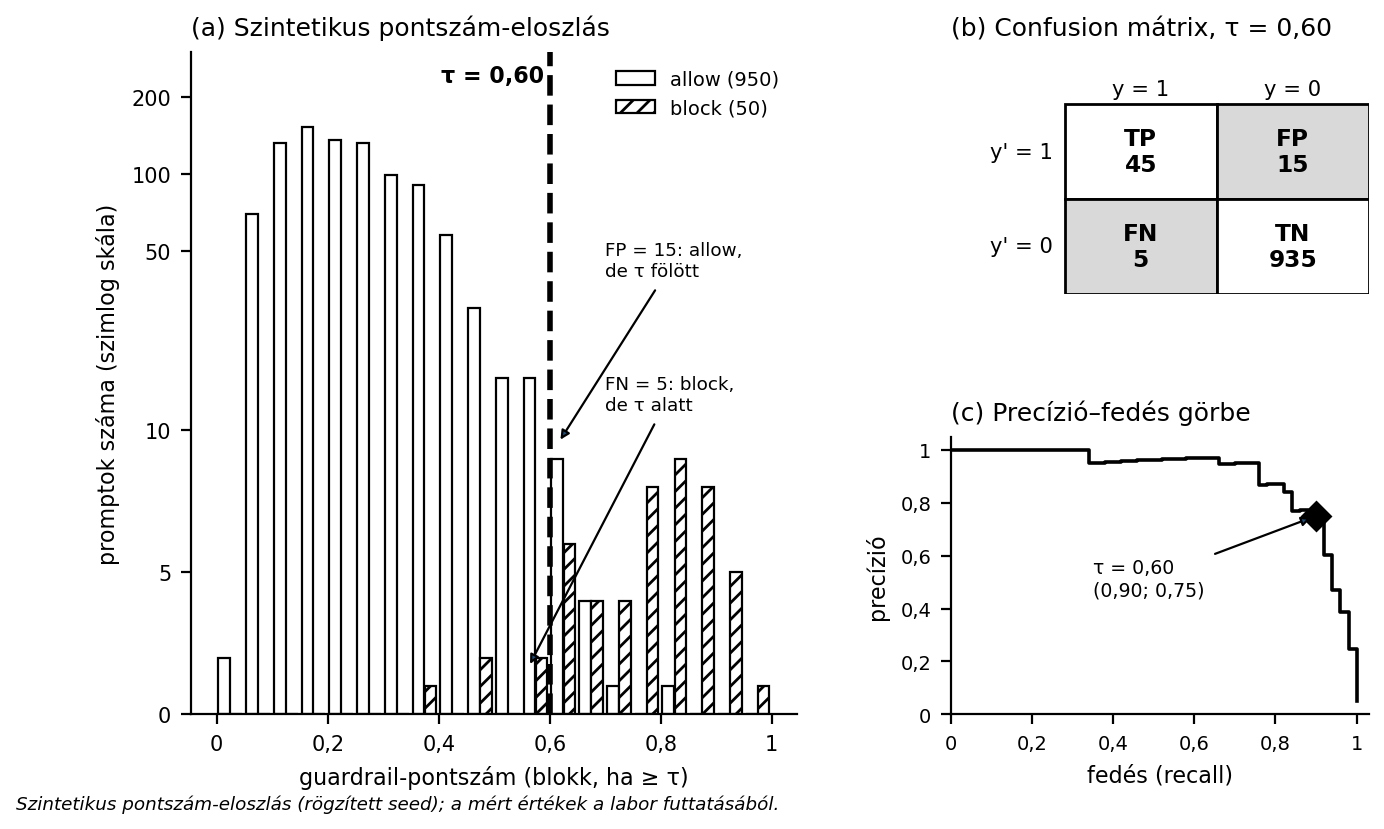 (a) Szintetikus pontszám-eloszlás
τ = 0,60
allow (950)
block (50)
200
100
50
10
5
0
promptok száma (szimlog skála)
FP = 15: allow,
de τ fölött
FN = 5: block,
de τ alatt
0
0,2
0,4
0,6
0,8
1
guardrail-pontszám (blokk, ha ≥ τ)
(b) Confusion mátrix, τ = 0,60
y = 1
y = 0
y' = 1
TP
45
FP
15
y' = 0
FN
5
TN
935
(c) Precízió–fedés görbe
1
0,8
0,6
0,4
0,2
0
precízió
τ = 0,60
(0,90; 0,75)
0
0,2
0,4
0,6
0,8
1
fedés (recall)
Szintetikus pontszám-eloszlás (rögzített seed); a mért értékek a labor futtatásából.